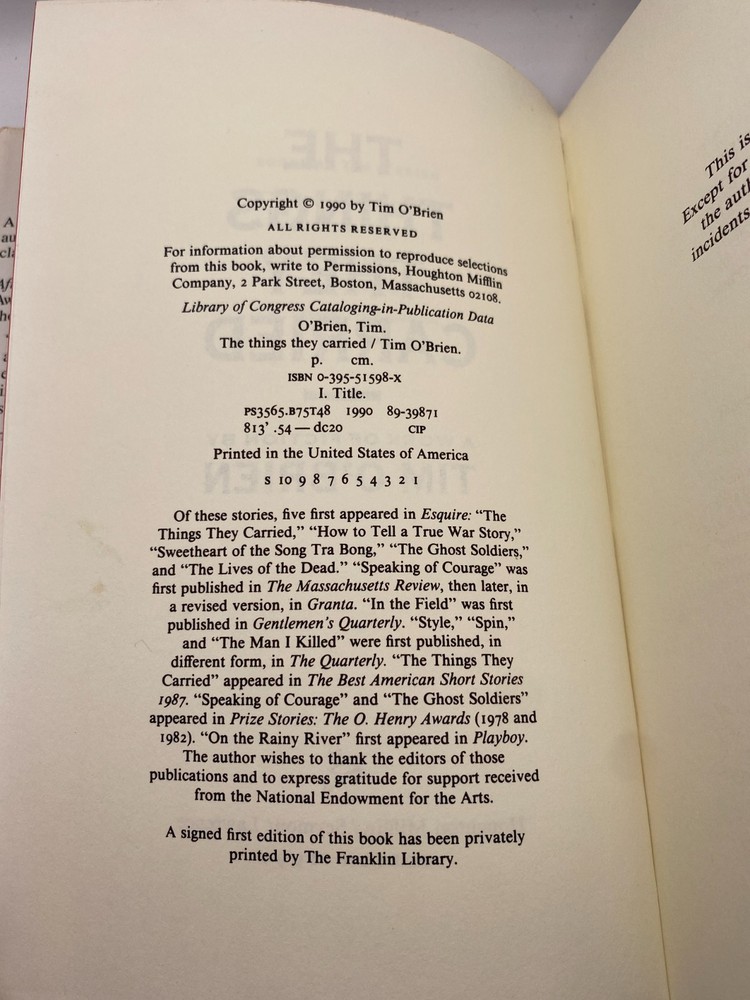 Copyright © 1990 by Tim O'Brien
ALL RIGHTS RESERVED
For information about permission to reproduce selections
from this book, write to Permissions, Houghton Mifflin
Company, 2 Park Street, Boston, Massachusetts 02108.
Library of Congress Cataloging-in-Publication Data
O'Brien, Tim.
The things they carried / Tim O'Brien.
p. cm.
ISBN 0-395-51598-X
I. Title.
PS3565.B75T48 1990 89-39871
813' .54 — dc20 CIP
Printed in the United States of America
S 10 9 8 7 6 5 4 3 2 1
Of these stories, five first appeared in Esquire: “The
Things They Carried,” “How to Tell a True War Story,”
“Sweetheart of the Song Tra Bong,” “The Ghost Soldiers,”
and “The Lives of the Dead.” “Speaking of Courage” was
first published in The Massachusetts Review, then later, in
a revised version, in Granta. “In the Field” was first
published in Gentlemen's Quarterly. “Style,” “Spin,”
and “The Man I Killed” were first published, in
different form, in The Quarterly. “The Things They
Carried” appeared in The Best American Short Stories
1987. “Speaking of Courage” and “The Ghost Soldiers”
appeared in Prize Stories: The O. Henry Awards (1978 and
1982). “On the Rainy River” first appeared in Playboy.
The author wishes to thank the editors of those
publications and to express gratitude for support received
from the National Endowment for the Arts.
A signed first edition of this book has been privately
printed by The Franklin Library.
This is
Except for
the
incidents